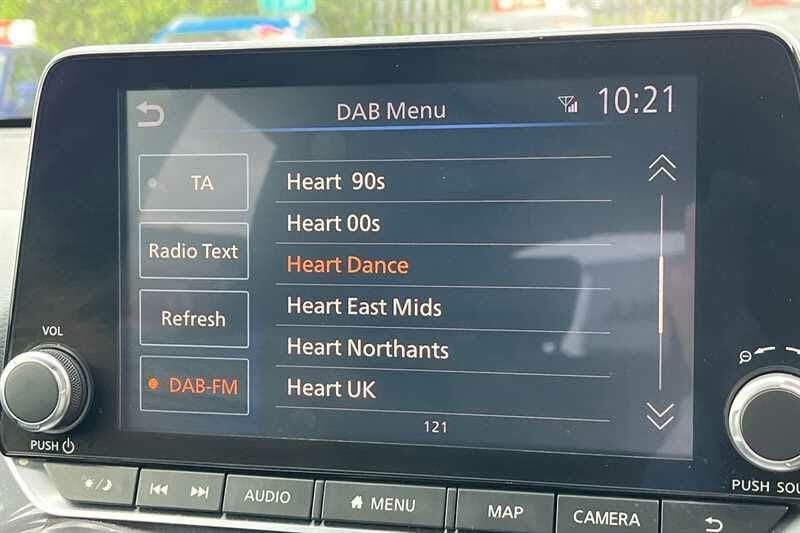 DAB Menu
10:21
TA
Radio Text
Refresh
DAB-FM
Heart 90s
Heart 00s
Heart Dance
Heart East Mids
Heart Northants
Heart UK
121
VOL
PUSH
AUDIO
MENU
MAP
CAMERA
PUSH SOU